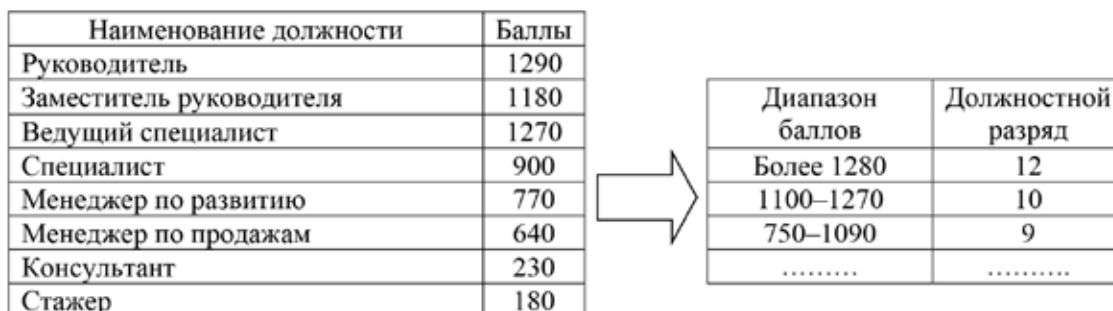 Наименование должности Баллы
Руководитель 1290
Заместитель руководителя 1180
Ведущий специалист 1270
Специалист 900
Менеджер по развитию 770
Менеджер по продажам 640
Консультант 230
Стажер 180
Диапазон Должностной
баллов разряд
Более 1280 12
1100–1270 10
750–1090 9
……… ……….